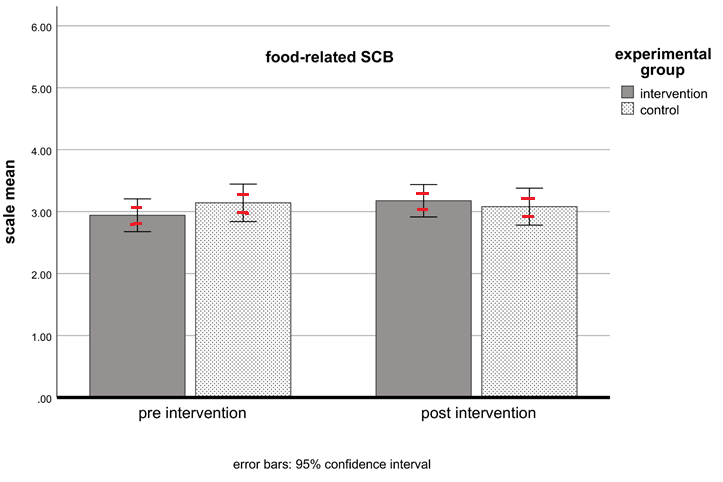 6.00
food-related SCB
experimental
group
intervention
control
5.00
4.00
scale mean
3.00
2.00
1.00
.00
pre intervention
post intervention
error bars: 95% confidence interval